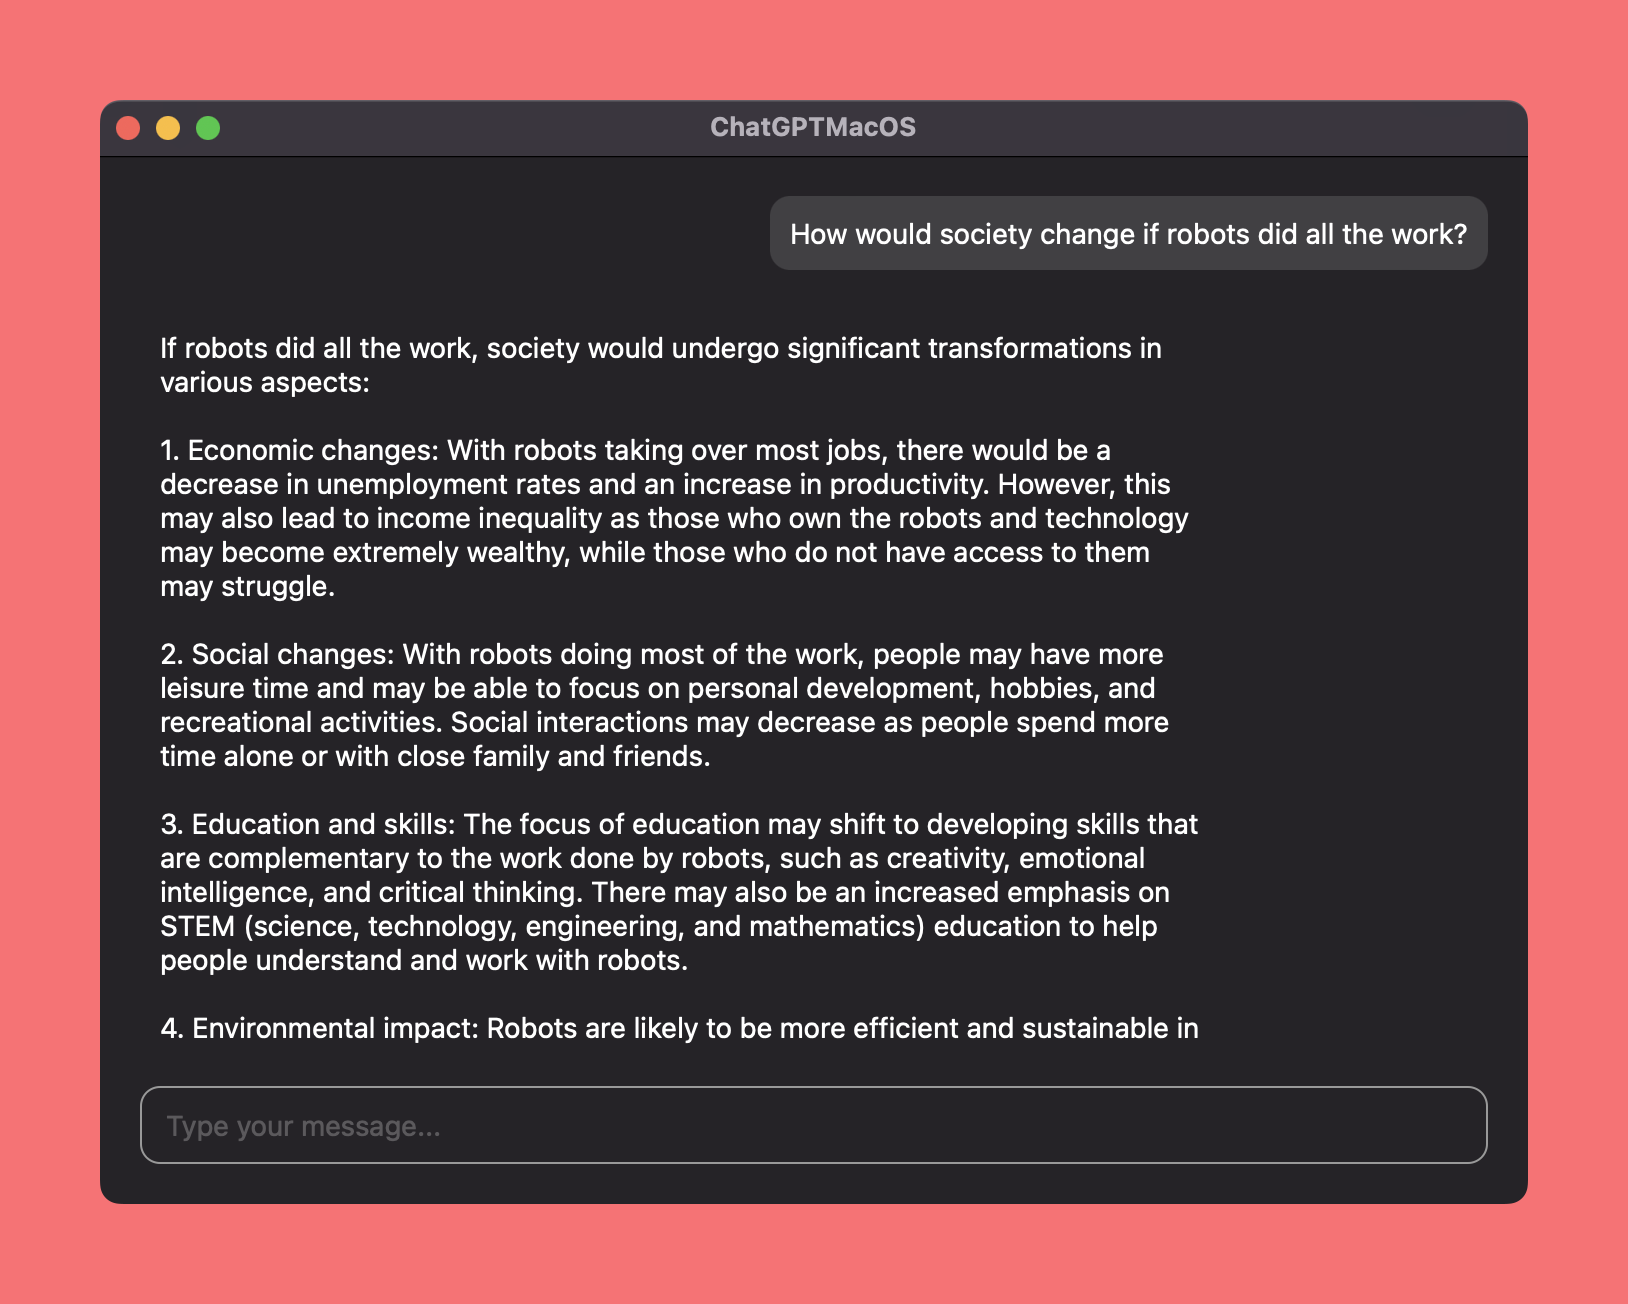 ChatGPTMacOS
How would society change if robots did all the work?
If robots did all the work, society would undergo significant transformations in
various aspects:
1. Economic changes: With robots taking over most jobs, there would be a
decrease in unemployment rates and an increase in productivity. However, this
may also lead to income inequality as those who own the robots and technology
may become extremely wealthy, while those who do not have access to them
may struggle.
2. Social changes: With robots doing most of the work, people may have more
leisure time and may be able to focus on personal development, hobbies, and
recreational activities. Social interactions may decrease as people spend more
time alone or with close family and friends.
3. Education and skills: The focus of education may shift to developing skills that
are complementary to the work done by robots, such as creativity, emotional
intelligence, and critical thinking. There may also be an increased emphasis on
STEM (science, technology, engineering, and mathematics) education to help
people understand and work with robots.
4. Environmental impact: Robots are likely to be more efficient and sustainable in
Type your message...